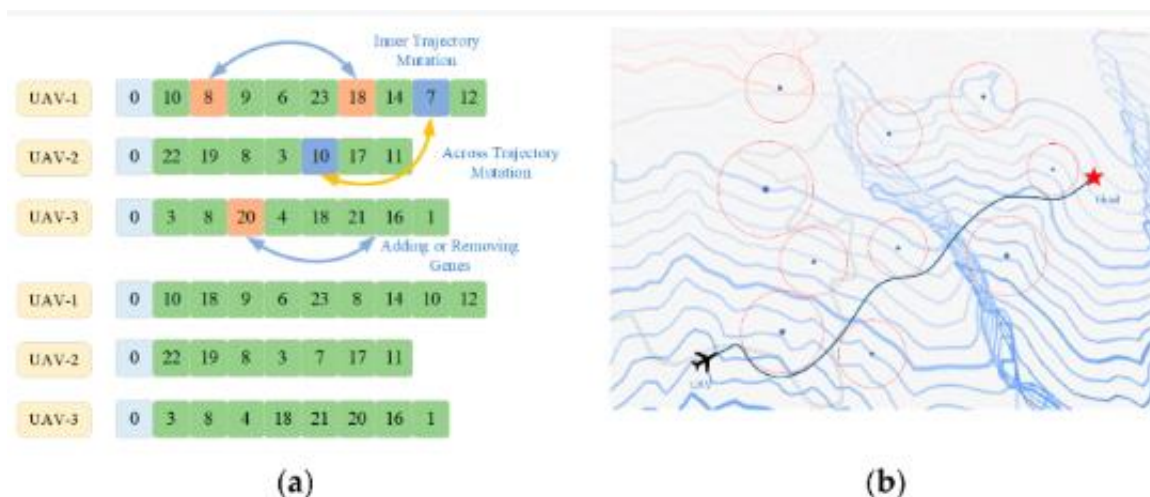 Inner Trajectory
Mutation
UAV-1 0 10 8 9 6 23 18 14 7 12
UAV-2 0 22 19 8 3 10 17 11
Across Trajectory
Mutation
UAV-3 0 3 8 20 4 18 21 16 1
Adding or Removing
Genes
UAV-1 0 10 18 9 6 23 8 14 10 12
UAV-2 0 22 19 8 3 7 17 11
UAV-3 0 3 8 4 18 21 20 16 1
(a)
UAV
(b)